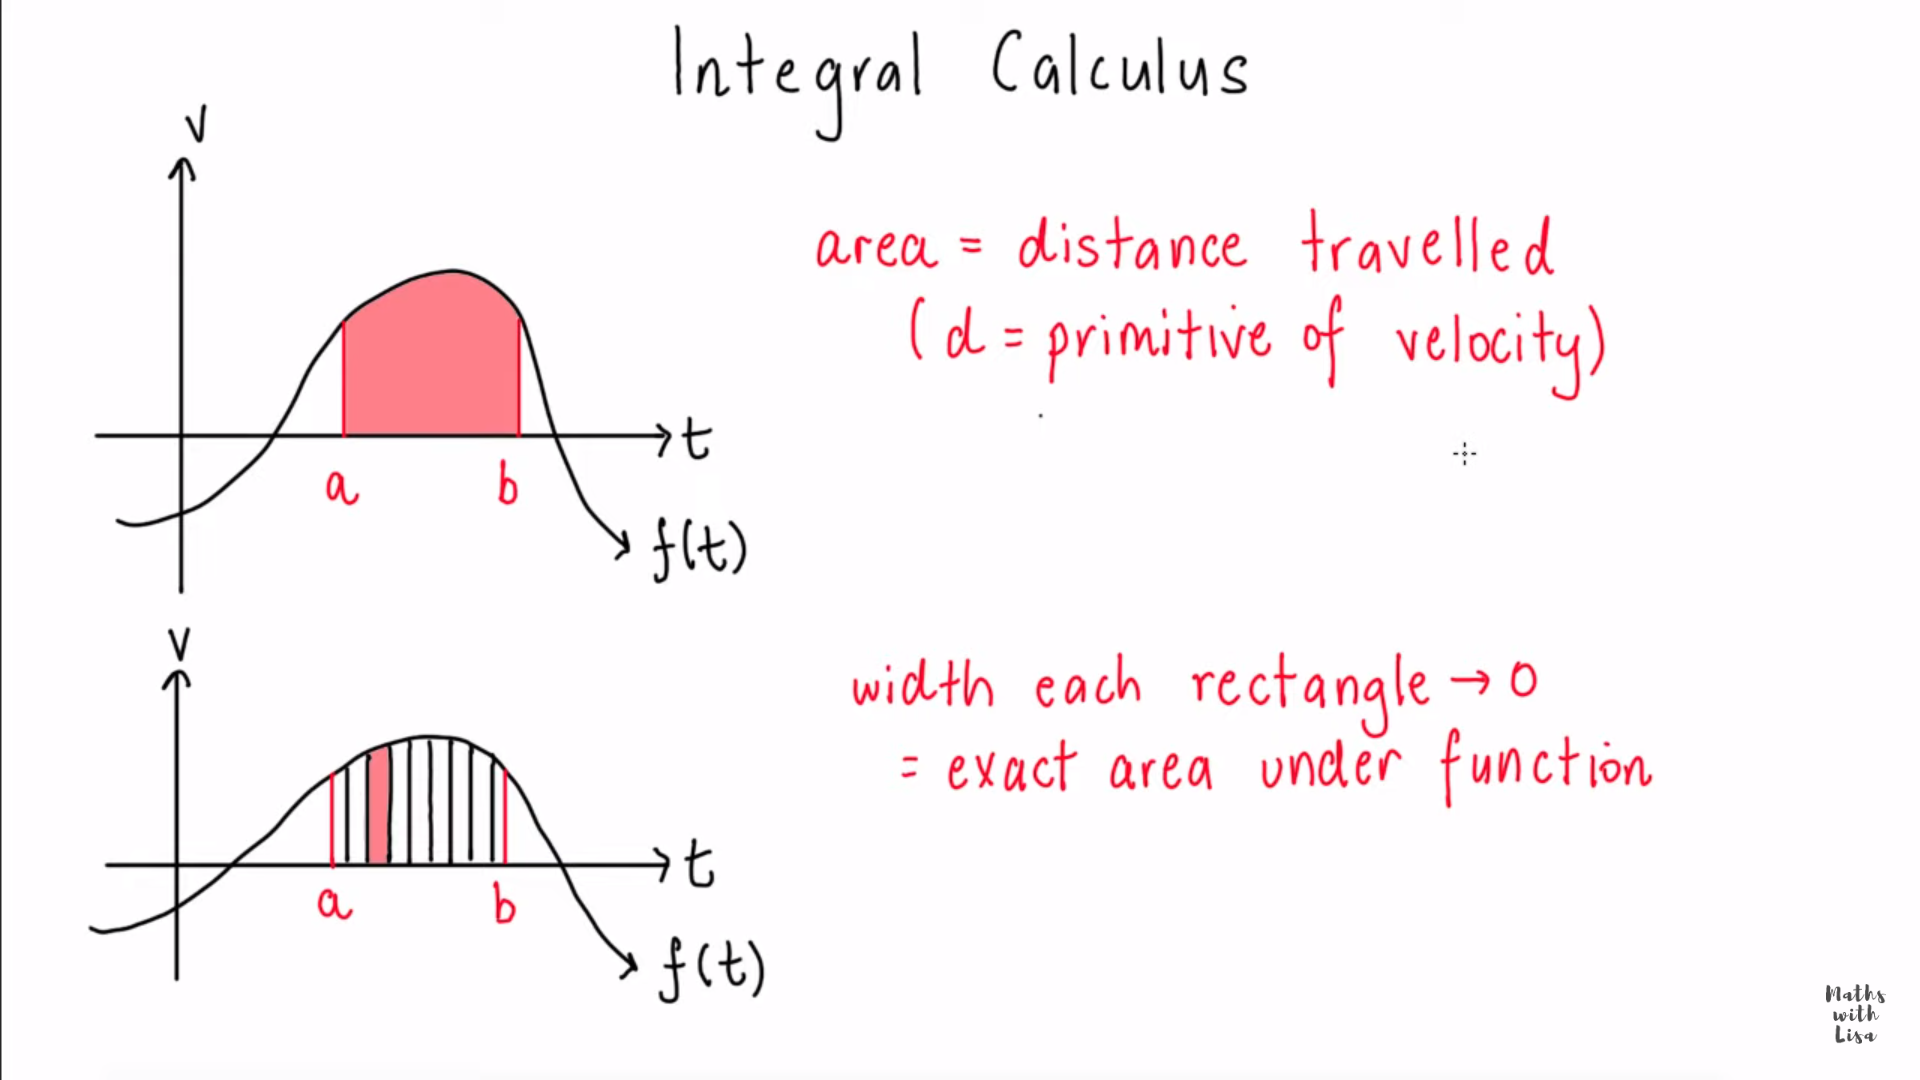 Integral Calculus
v
area = distance travelled
(d = primitive of velocity)
t
a
b
f(t)
v
width each rectangle → 0
= exact area under function
t
a
b
f(t)
Maths
with
Lisa